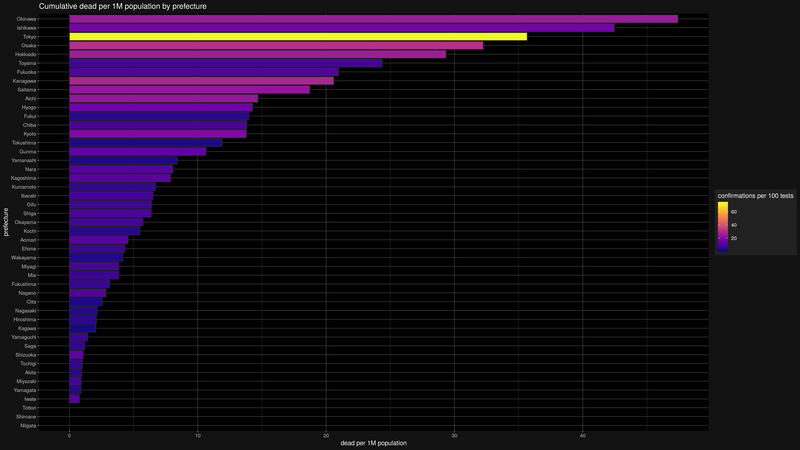 Cumulative dead per 1M population by prefecture
Okinawa
Ishikawa
Tokyo
Osaka
Hokkaido
Toyama
Fukuoka
Kanagawa
Saitama
Aichi
Hyogo
Fukui
Chiba
Kyoto
Tokushima
Gunma
Yamanashi
Nara
Kagoshima
Kumamoto
Ibaraki
Gifu
Shiga
Okayama
Kochi
Aomori
Ehime
Wakayama
Miyagi
Mie
Fukushima
Nagano
Oita
Nagasaki
Hiroshima
Kagawa
Yamaguchi
Saga
Shizuoka
Tochigi
Akita
Miyazaki
Yamagata
Iwate
Tottori
Shimane
Niigata
prefecture
0 10 20 30 40
dead per 1M population
confirmations per 100 tests
60
40
20